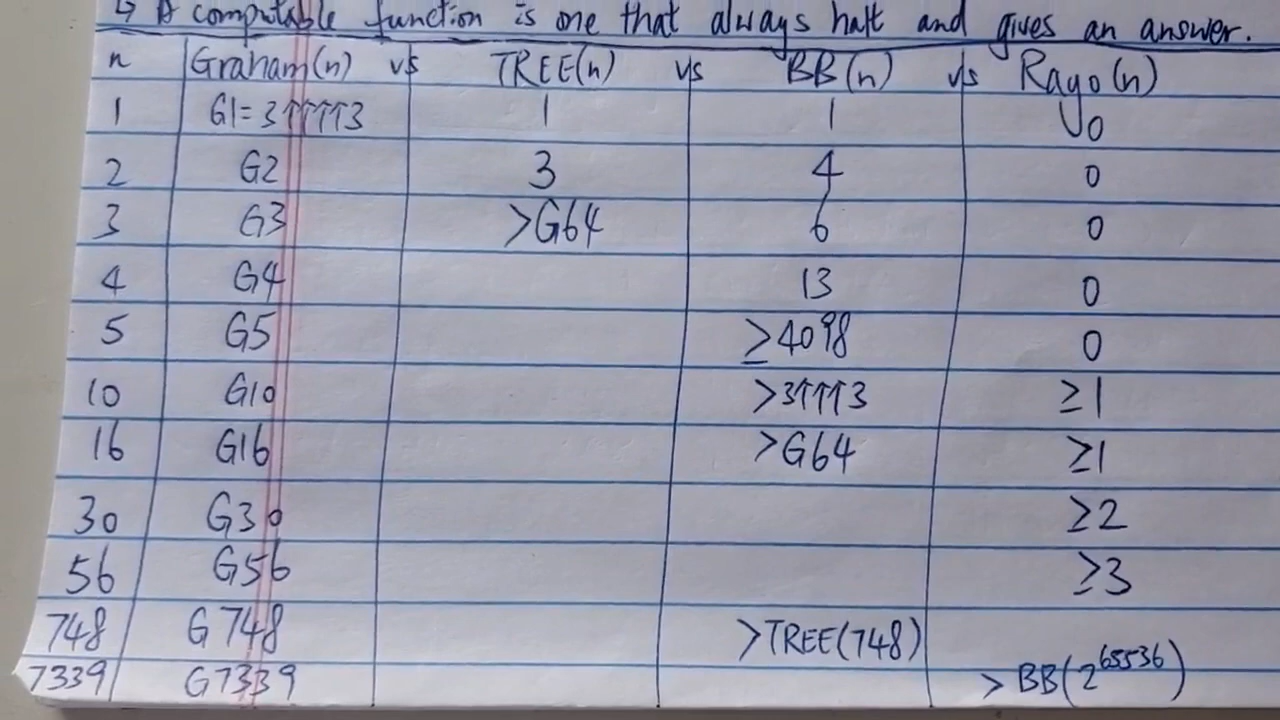 ↳ A computable function is one that always halt and gives an answer.
n Graham(n) vs TREE(n) vs BB(n) vs Rayo(n)
1 G1=3↑↑↑↑3 1 1 0
2 G2 3 4 0
3 G3 >G64 6 0
4 G4 13 0
5 G5 ≥4098 0
10 G10 >3↑↑↑3 ≥1
16 G16 >G64 ≥1
30 G30 ≥2
56 G56 ≥3
748 G748 >TREE(748)
7339 G7339 >BB(2^65536)